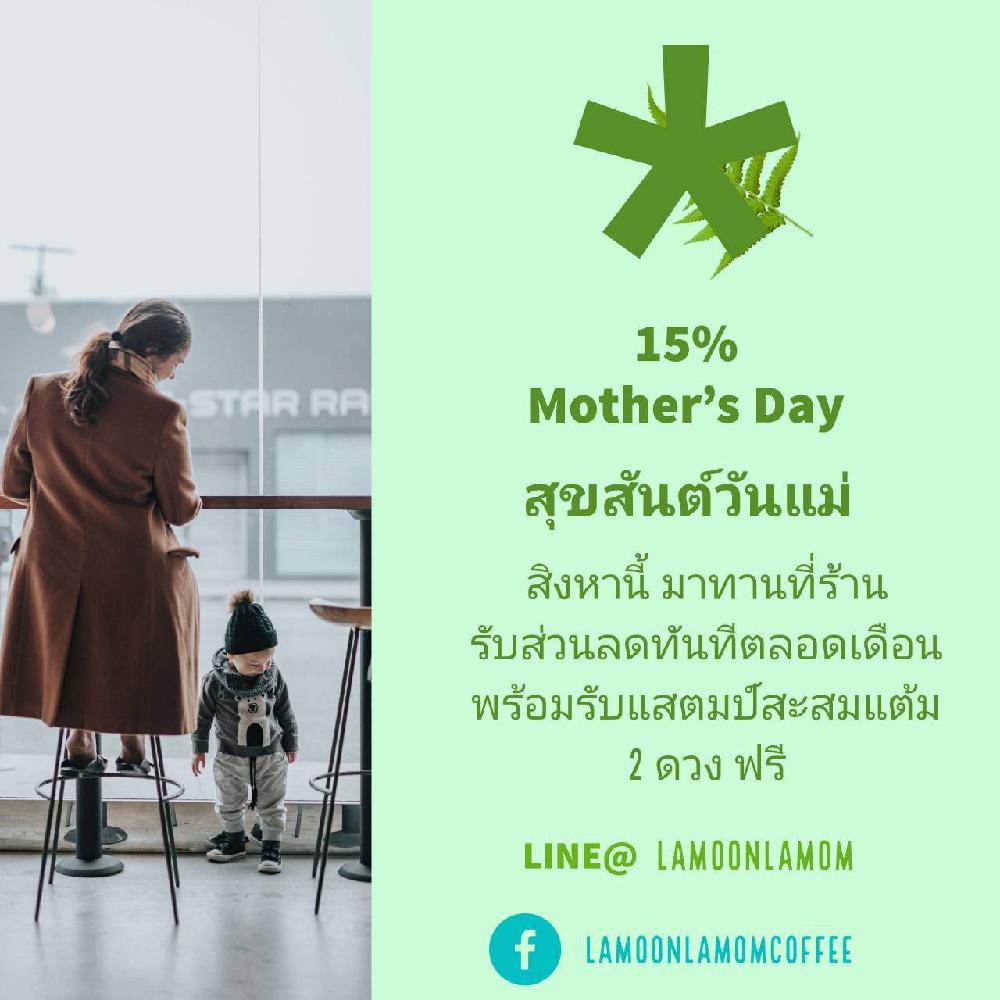 -STAR RA
15%
Mother's Day
สุขสันต์วันแม่
สิงหานี้ มาทานที่ร้าน
รับส่วนลดทันทีตลอดเดือน
พร้อมรับแสตมป์สะสมแต้ม
2 ดวง ฟรี
LINE@ LAMOONLAMOM
f LAMOONLAMOMCOFFEE